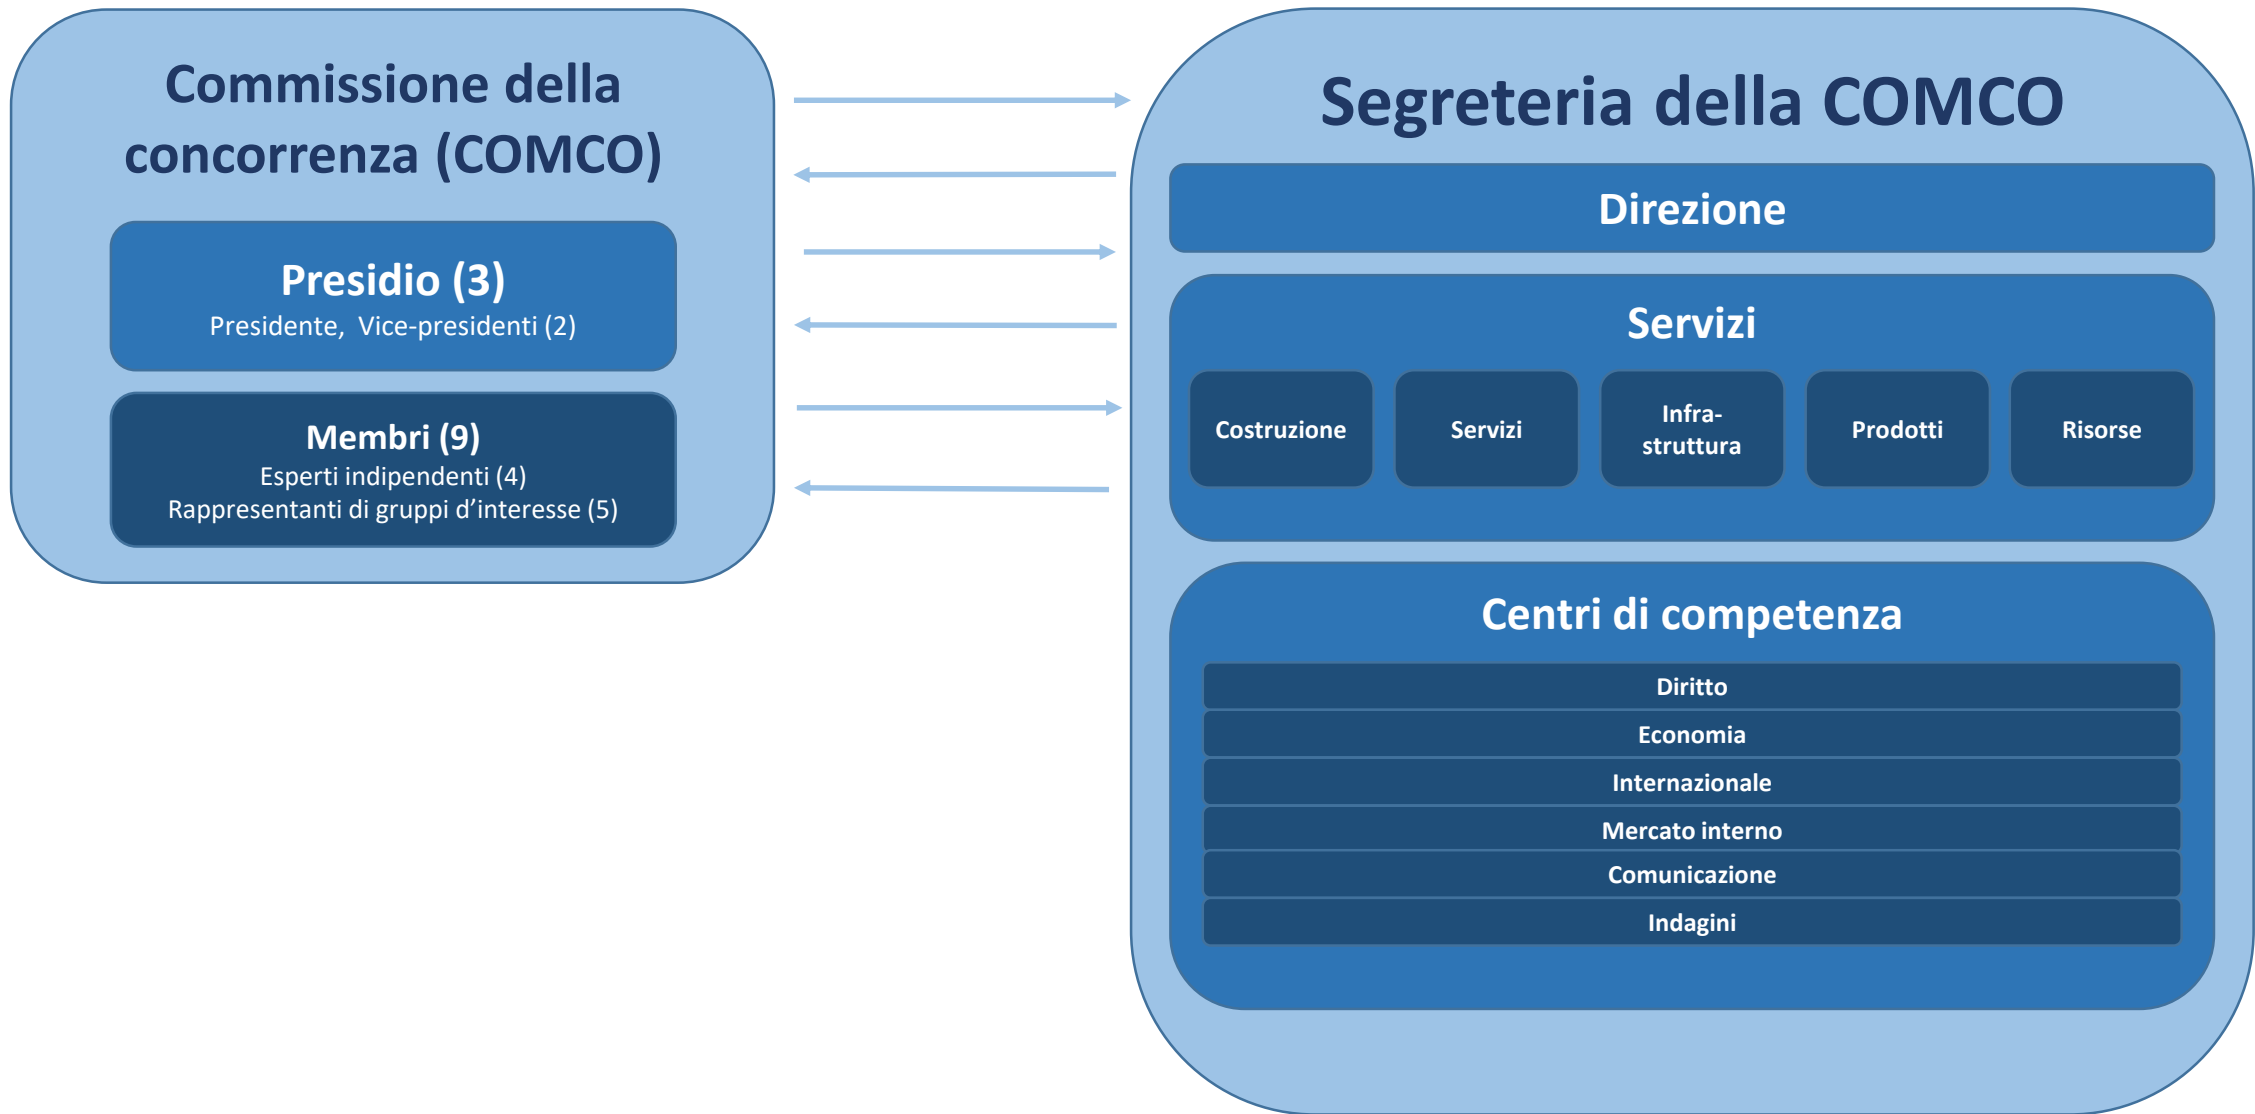 Commissione della
concorrenza (COMCO)
Presidio (3)
Presidente,  Vice-presidenti (2)
Membri (9)
Esperti indipendenti (4)
Rappresentanti di gruppi d’interesse (5)
Segreteria della COMCO
Direzione
Servizi
Costruzione
Servizi
Infra-
struttura
Prodotti
Risorse
Centri di competenza
Diritto
Economia
Internazionale
Mercato interno
Comunicazione
Indagini